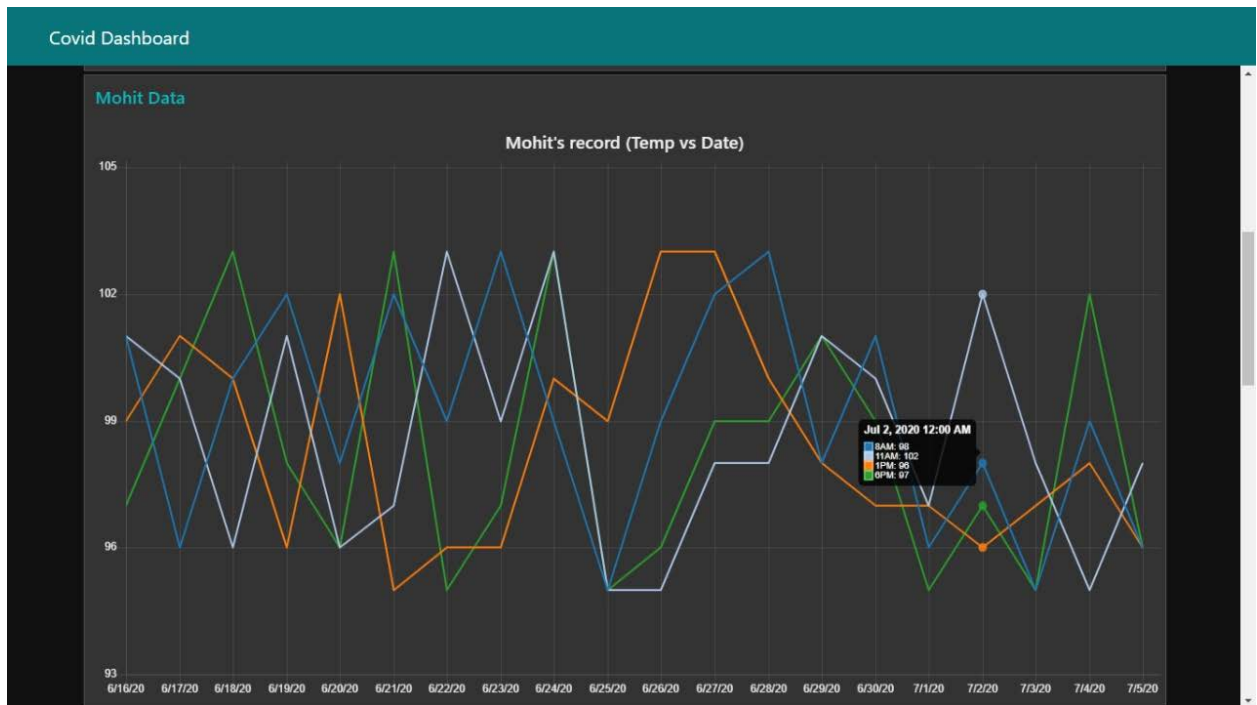 Covid Dashboard
Mohit Data
Mohit's record (Temp vs Date)
105
102
99
96
93
Jul 2, 2020 12:00 AM
8AM: 98
11AM: 102
1PM: 96
6PM: 97
6/16/20 6/17/20 6/18/20 6/19/20 6/20/20 6/21/20 6/22/20 6/23/20 6/24/20 6/25/20 6/26/20 6/27/20 6/28/20 6/29/20 6/30/20 7/1/20 7/2/20 7/3/20 7/4/20 7/5/20